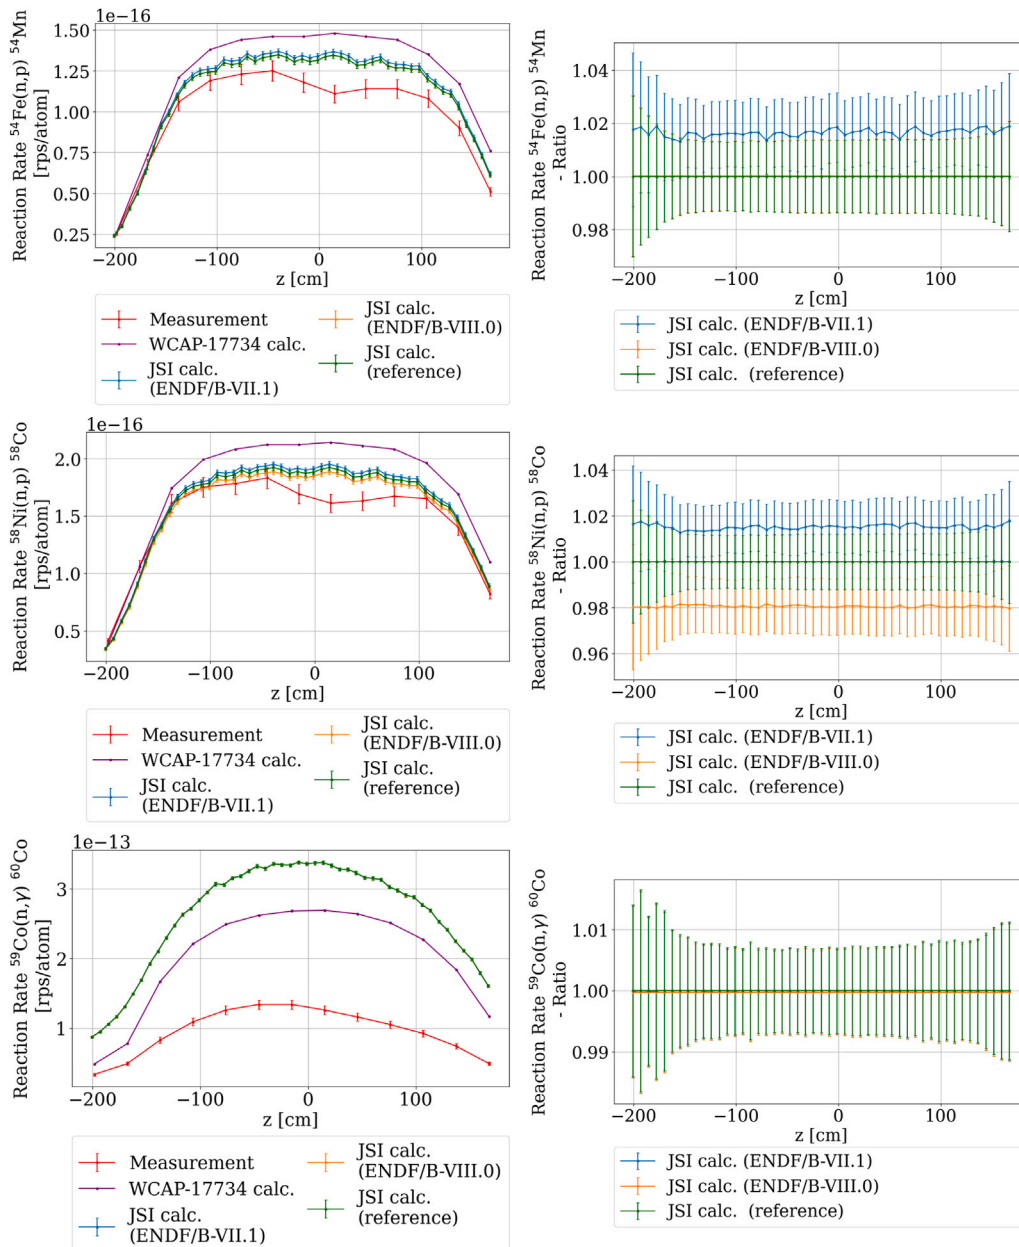 1e−16
Reaction Rate ⁵⁴Fe(n,p) ⁵⁴Mn
[rps/atom]
1.50
1.25
1.00
0.75
0.50
0.25
−200
−100
0
100
z [cm]
Measurement
WCAP-17734 calc.
JSI calc.
(ENDF/B-VII.1)
JSI calc.
(ENDF/B-VIII.0)
JSI calc.
(reference)
Reaction Rate ⁵⁴Fe(n,p) ⁵⁴Mn
- Ratio
1.04
1.02
1.00
0.98
−200
−100
0
100
z [cm]
JSI calc. (ENDF/B-VII.1)
JSI calc. (ENDF/B-VIII.0)
JSI calc. (reference)
1e−16
Reaction Rate ⁵⁸Ni(n,p) ⁵⁸Co
[rps/atom]
2.0
1.5
1.0
0.5
−200
−100
0
100
z [cm]
Measurement
WCAP-17734 calc.
JSI calc.
(ENDF/B-VII.1)
JSI calc.
(ENDF/B-VIII.0)
JSI calc.
(reference)
Reaction Rate ⁵⁸Ni(n,p) ⁵⁸Co
- Ratio
1.04
1.02
1.00
0.98
0.96
−200
−100
0
100
z [cm]
JSI calc. (ENDF/B-VII.1)
JSI calc. (ENDF/B-VIII.0)
JSI calc. (reference)
1e−13
Reaction Rate ⁵⁹Co(n,γ) ⁶⁰Co
[rps/atom]
3
2
1
−200
−100
0
100
z [cm]
Measurement
WCAP-17734 calc.
JSI calc.
(ENDF/B-VII.1)
JSI calc.
(ENDF/B-VIII.0)
JSI calc.
(reference)
Reaction Rate ⁵⁹Co(n,γ) ⁶⁰Co
- Ratio
1.01
1.00
0.99
−200
−100
0
100
z [cm]
JSI calc. (ENDF/B-VII.1)
JSI calc. (ENDF/B-VIII.0)
JSI calc. (reference)